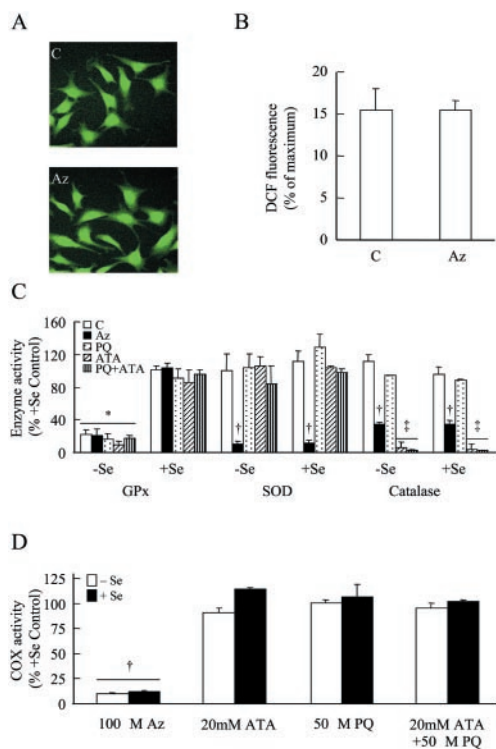 A
C
Az
B
DCF fluorescence
(% of maximum)
20
15
10
5
0
C
Az
C
Enzyme activity
(% +Se Control)
160
120
80
40
0
C
Az
PQ
ATA
PQ+ATA
*
†
†
†
‡
†
‡
-Se
+Se
-Se
+Se
-Se
+Se
GPx
SOD
Catalase
D
COX activity
(% +Se Control)
125
100
75
50
25
0
– Se
+ Se
†
100 M Az
20mM ATA
50 M PQ
20mM ATA
+50 M PQ